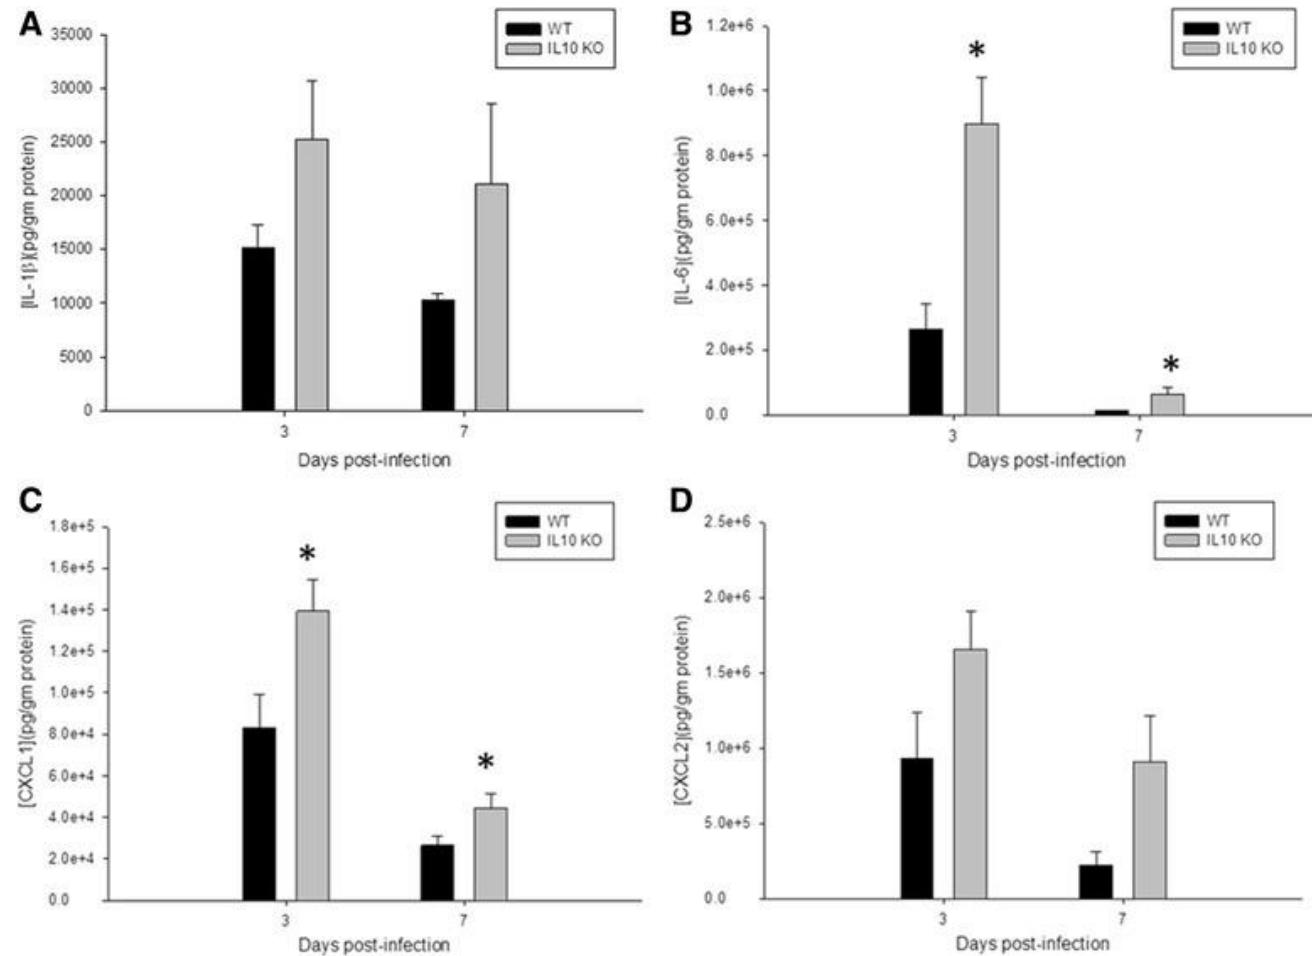 A
WT
IL10 KO
35000
30000
25000
20000
15000
10000
5000
0
[IL-1β](pg/gm protein)
3
7
Days post-infection
B
WT
IL10 KO
1.2e+6
1.0e+6
8.0e+5
6.0e+5
4.0e+5
2.0e+5
0.0
[IL-6](pg/gm protein)
*
*
3
7
Days post-infection
C
WT
IL10 KO
1.8e+5
1.6e+5
1.4e+5
1.2e+5
1.0e+5
8.0e+4
6.0e+4
4.0e+4
2.0e+4
0.0
[CXCL1](pg/gm protein)
*
*
3
7
Days post-infection
D
WT
IL10 KO
2.5e+6
2.0e+6
1.5e+6
1.0e+6
5.0e+5
0.0
[CXCL2](pg/gm protein)
3
7
Days post-infection